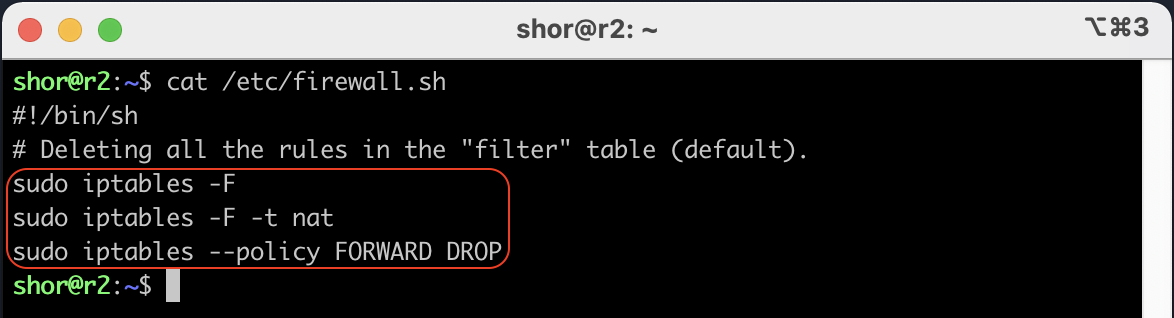 shor@r2: ~
⌥⌘3
shor@r2:~$ cat /etc/firewall.sh
#!/bin/sh
# Deleting all the rules in the "filter" table (default).
sudo iptables -F
sudo iptables -F -t nat
sudo iptables --policy FORWARD DROP
shor@r2:~$